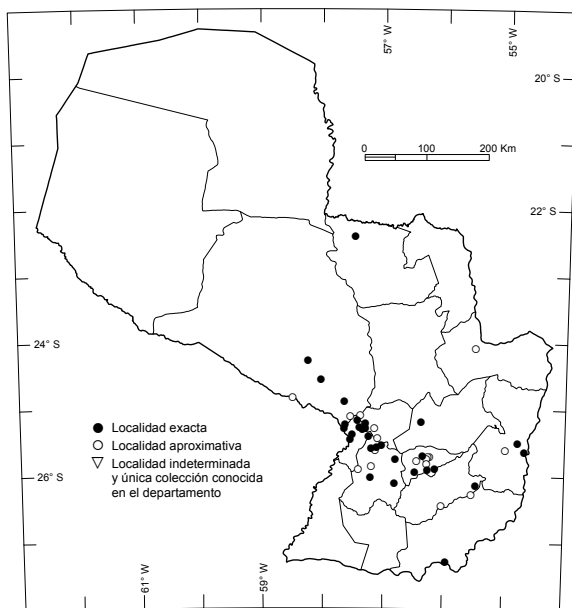 57° W
55° W
20° S
0 100 200 Km
22° S
24° S
Localidad exacta
Localidad aproximativa
Localidad indeterminada
y única colección conocida
en el departamento
26° S
61° W
59° W